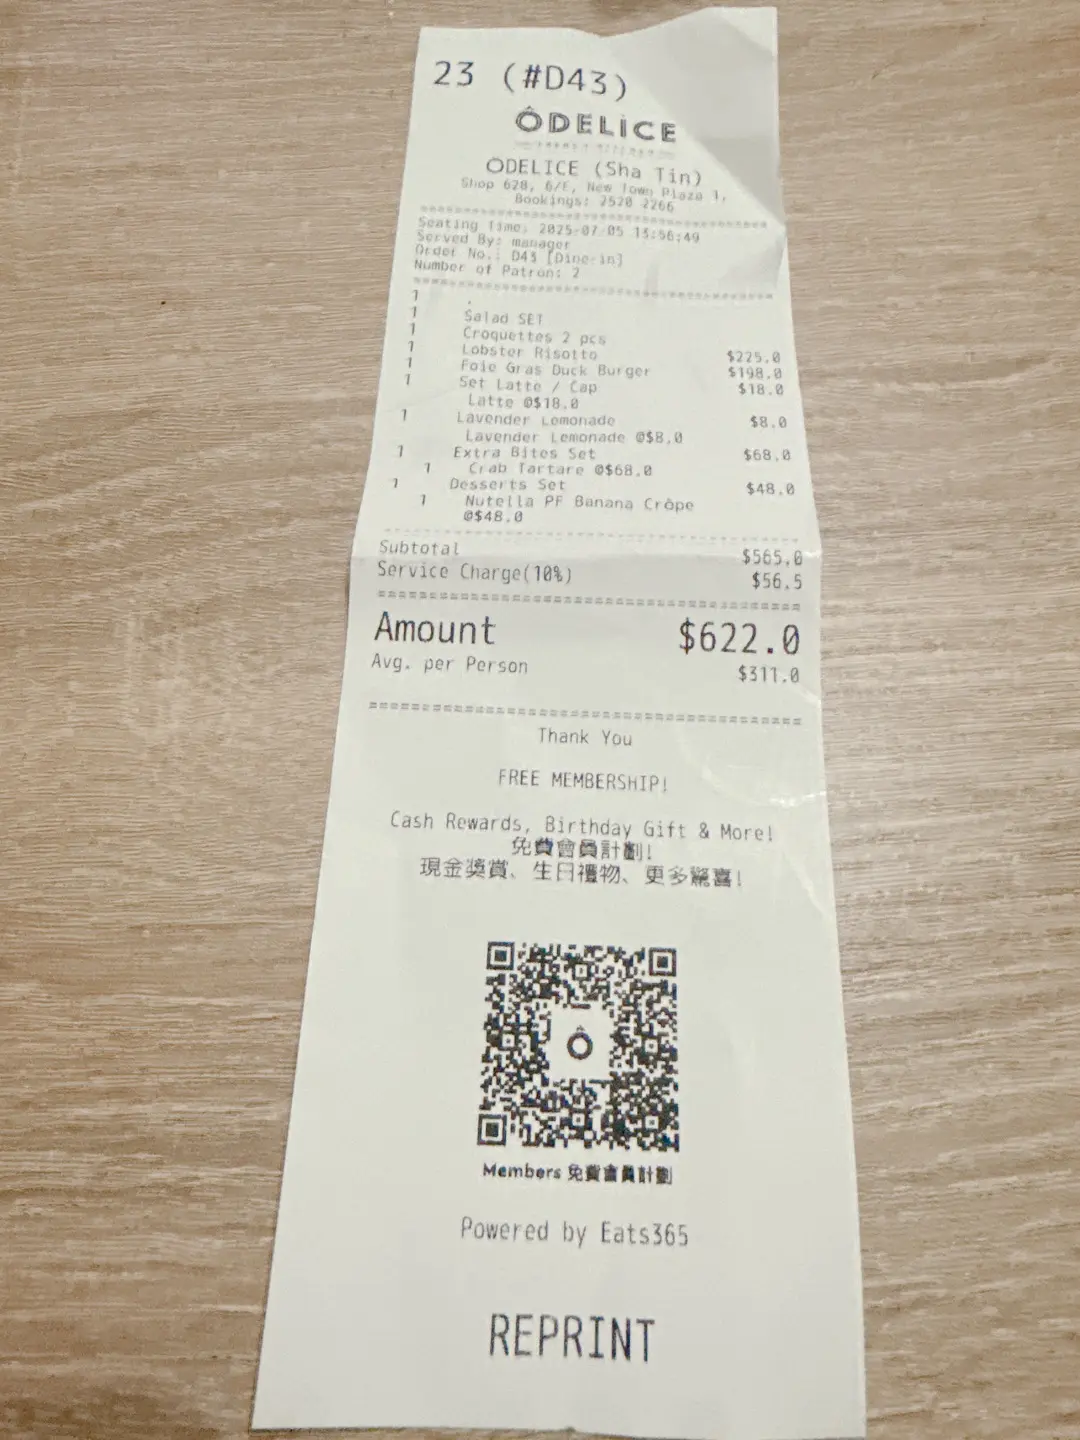 23 (#D43)
ÔDELICE
ÔDELICE (Sha Tin)
Shop 628, 6/F, New Town Plaza 1,
Bookings: 2520 2266
Seating Time: 2025-07-05 13:56:49
Served By: manager
Order No.: D43 [Dine-in]
Number of Patron: 2
1 .
1 Salad SET
1 Croquettes 2 pcs
1 Lobster Risotto $225.0
1 Foie Gras Duck Burger $198.0
1 Set Latte / Cap $18.0
Latte @$18.0
1 Lavender Lemonade $8.0
Lavender Lemonade @$8.0
1 Extra Bites Set $68.0
1 Crab Tartare @$68.0
1 Desserts Set $48.0
1 Nutella PF Banana Crôpe
@$48.0
Subtotal $565.0
Service Charge(10%) $56.5
Amount $622.0
Avg. per Person $311.0
Thank You
FREE MEMBERSHIP!
Cash Rewards, Birthday Gift & More!
免費會員計劃!
現金獎賞、生日禮物、更多驚喜!
Ô
Members 免費會員計劃
Powered by Eats365
REPRINT